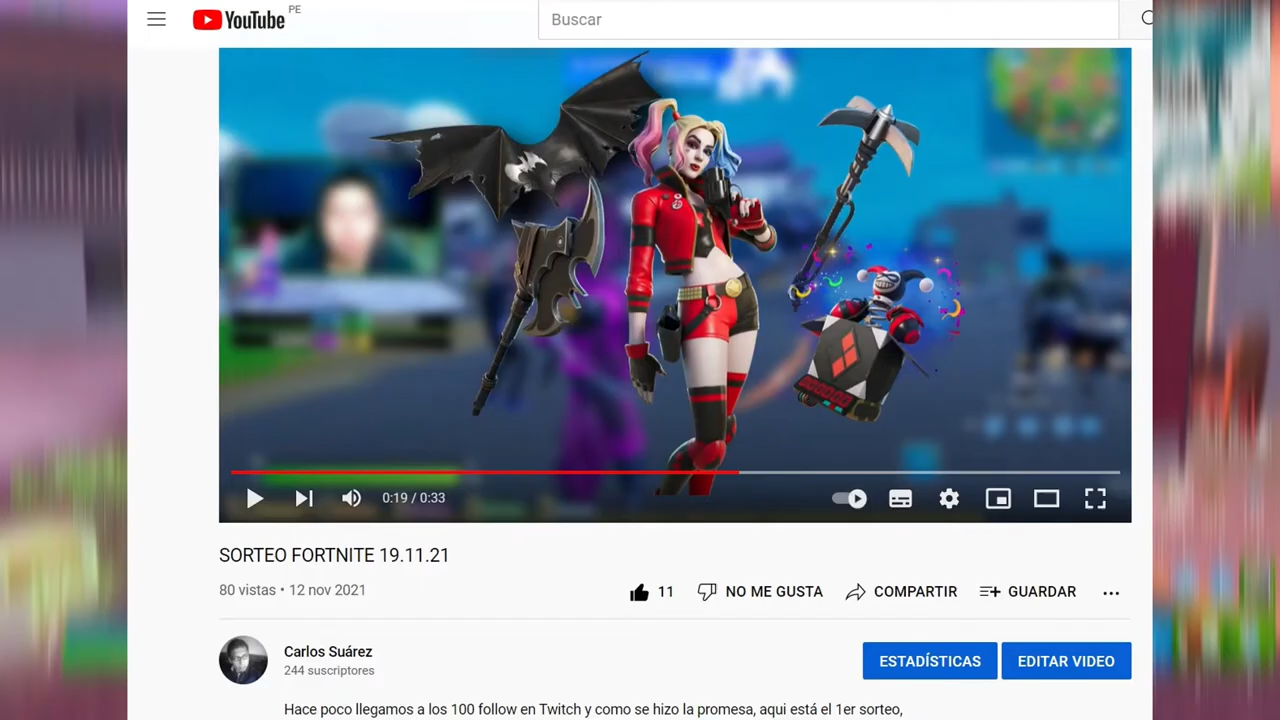 YouTube PE
Buscar
0:19 / 0:33
SORTEO FORTNITE 19.11.21
80 vistas • 12 nov 2021
11 NO ME GUSTA COMPARTIR GUARDAR
Carlos Suárez
244 suscriptores
ESTADÍSTICAS EDITAR VIDEO
Hace poco llegamos a los 100 follow en Twitch y como se hizo la promesa, aqui está el 1er sorteo,